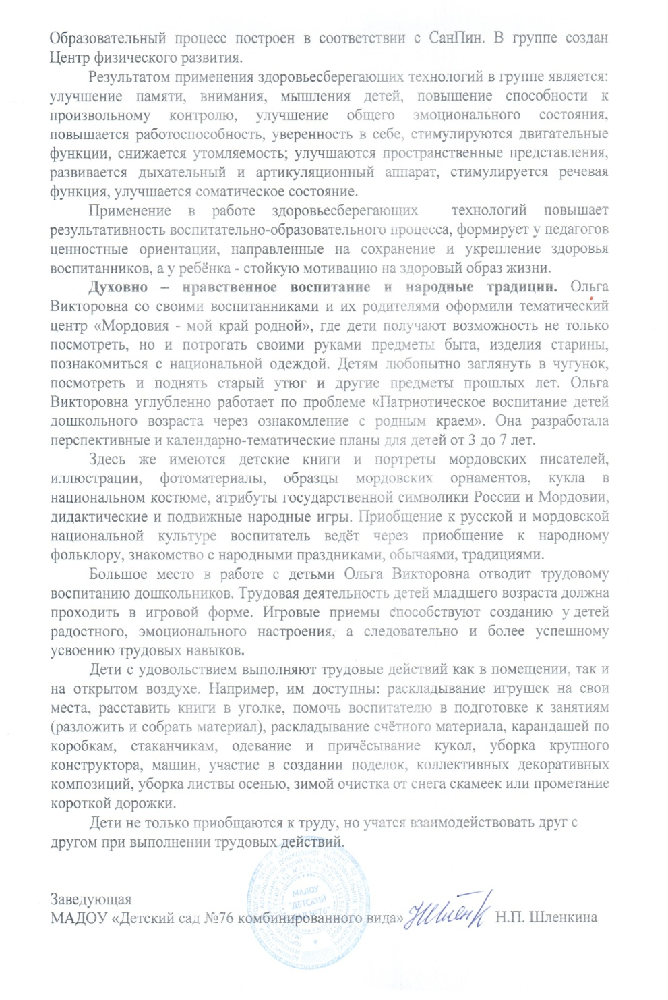 Образовательный процесс построен в соответствии с СанПин. В группе создан
Центр физического развития.
Результатом применения здоровьесберегающих технологий в группе является:
улучшение памяти, внимания, мышления детей, повышение способности к
произвольному контролю, улучшение общего эмоционального состояния,
повышается работоспособность, уверенность в себе, стимулируются двигательные
функции, снижается утомляемость; улучшаются пространственные представления,
развивается дыхательный и артикуляционный аппарат, стимулируется речевая
функция, улучшается соматическое состояние.
Применение в работе здоровьесберегающих технологий повышает
результативность воспитательно-образовательного процесса, формирует у педагогов
ценностные ориентации, направленные на сохранение и укрепление здоровья
воспитанников, а у ребёнка - стойкую мотивацию на здоровый образ жизни.
Духовно – нравственное воспитание и народные традиции. Ольга
Викторовна со своими воспитанниками и их родителями оформили тематический
центр «Мордовия - мой край родной», где дети получают возможность не только
посмотреть, но и потрогать своими руками предметы быта, изделия старины,
познакомиться с национальной одеждой. Детям любопытно заглянуть в чугунок,
посмотреть и поднять старый утюг и другие предметы прошлых лет. Ольга
Викторовна углубленно работает по проблеме «Патриотическое воспитание детей
дошкольного возраста через ознакомление с родным краем». Она разработала
перспективные и календарно-тематические планы для детей от 3 до 7 лет.
Здесь же имеются детские книги и портреты мордовских писателей,
иллюстрации, фотоматериалы, образцы мордовских орнаментов, кукла в
национальном костюме, атрибуты государственной символики России и Мордовии,
дидактические и подвижные народные игры. Приобщение к русской и мордовской
национальной культуре воспитатель ведёт через приобщение к народному
фольклору, знакомство с народными праздниками, обычаями, традициями.
Большое место в работе с детьми Ольга Викторовна отводит трудовому
воспитанию дошкольников. Трудовая деятельность детей младшего возраста должна
проходить в игровой форме. Игровые приемы способствуют созданию у детей
радостного, эмоционального настроения, а следовательно и более успешному
усвоению трудовых навыков.
Дети с удовольствием выполняют трудовые действий как в помещении, так и
на открытом воздухе. Например, им доступны: раскладывание игрушек на свои
места, расставить книги в уголке, помочь воспитателю в подготовке к занятиям
(разложить и собрать материал), раскладывание счётного материала, карандашей по
коробкам, стаканчикам, одевание и причёсывание кукол, уборка крупного
конструктора, машин, участие в создании поделок, коллективных декоративных
композиций, уборка листвы осенью, зимой очистка от снега скамеек или прометание
короткой дорожки.
Дети не только приобщаются к труду, но учатся взаимодействовать друг с
другом при выполнении трудовых действий.
Заведующая
МАДОУ «Детский сад №76 комбинированного вида» Н.П. Шленкина
МАДОУ
"ДЕТСКИЙ
САД №76"